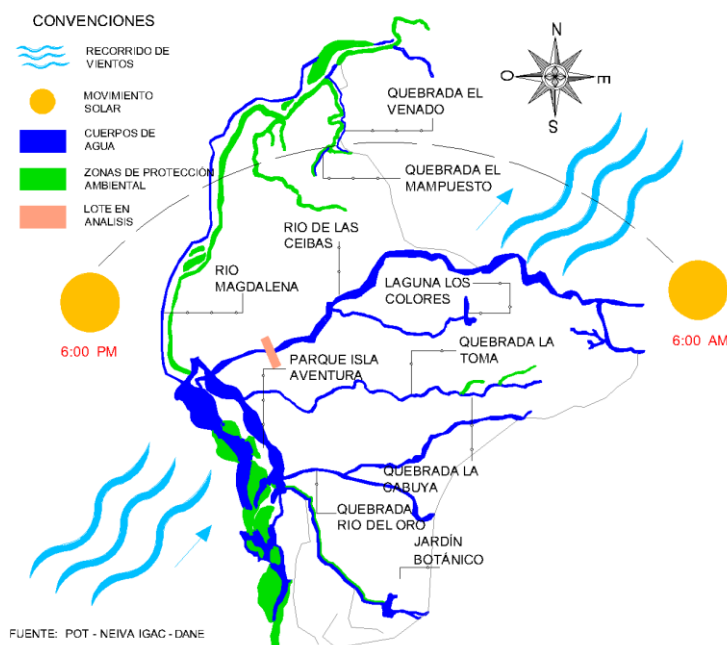 CONVENCIONES
RECORRIDO DE
VIENTOS
MOVIMIENTO
SOLAR
CUERPOS DE
AGUA
ZONAS DE PROTECCIÓN
AMBIENTAL
LOTE EN
ANALISIS
N
O
E
S
QUEBRADA EL
VENADO
QUEBRADA EL
MAMPUESTO
RIO DE LAS
CEIBAS
RIO
MAGDALENA
LAGUNA LOS
COLORES
6:00 PM
6:00 AM
PARQUE ISLA
AVENTURA
QUEBRADA LA
TOMA
QUEBRADA LA
CABUYA
QUEBRADA
RIO DEL ORO
JARDÍN
BOTÁNICO
FUENTE: POT - NEIVA IGAC - DANE